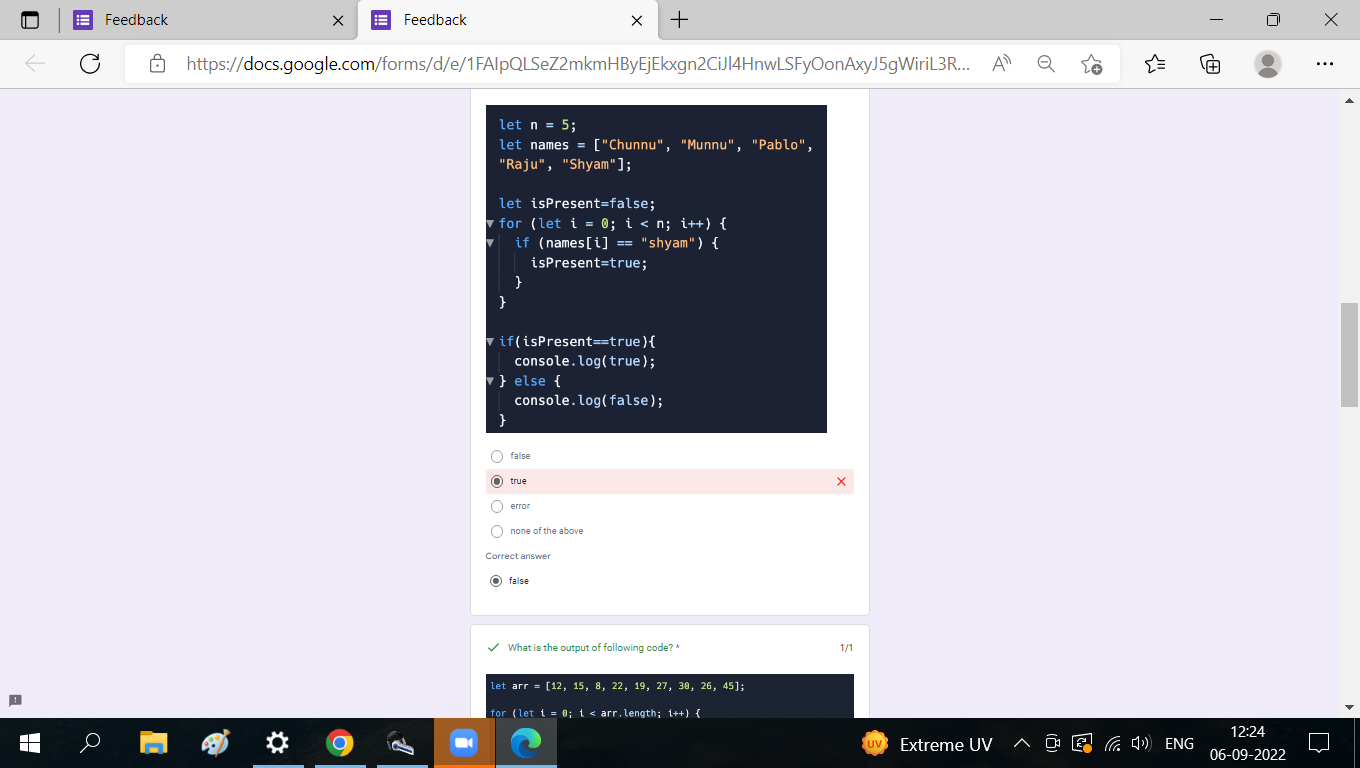 Feedback
Feedback
https://docs.google.com/forms/d/e/1FAIpQLSeZ2mkmHByEjEkxgn2CiJl4HnwLSFyOonAxyJ5gWiriL3R...
let n = 5;
let names = ["Chunnu", "Munnu", "Pablo",
"Raju", "Shyam"];
let isPresent=false;
for (let i = 0; i < n; i++) {
if (names[i] == "shyam") {
isPresent=true;
}
}
if(isPresent==true){
console.log(true);
} else {
console.log(false);
}
false
true
error
none of the above
Correct answer
false
What is the output of following code? *
1/1
let arr = [12, 15, 8, 22, 19, 27, 30, 26, 45];
for (let i = 0; i < arr.length; i++) {
UV
Extreme UV
ENG
12:24
06-09-2022